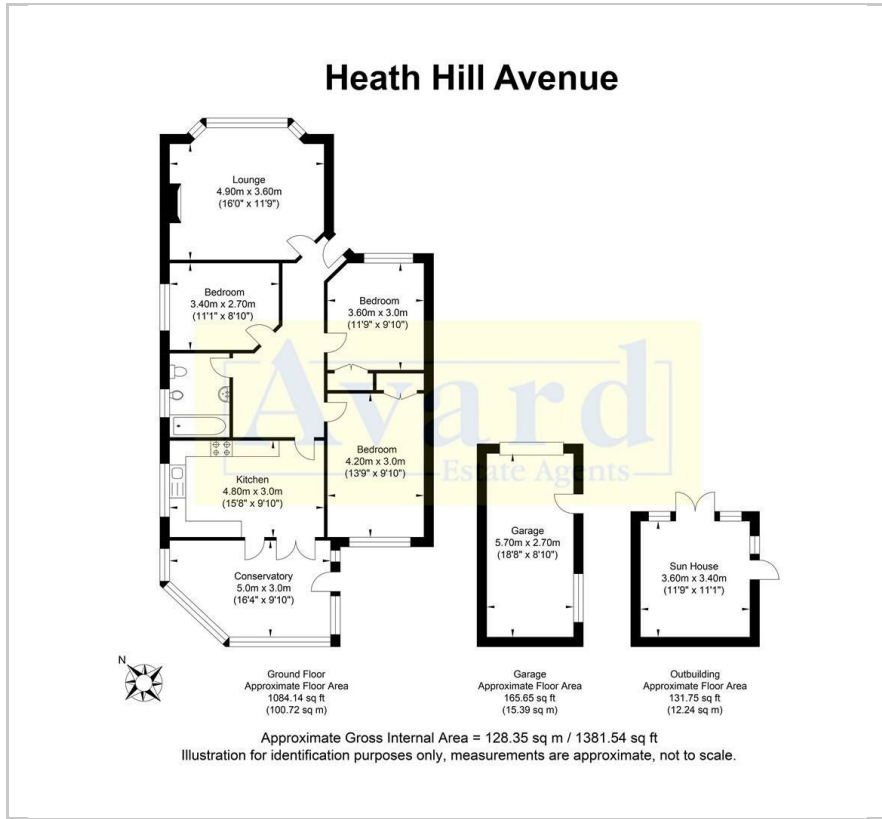 Heath Hill Avenue
Lounge
4.90m x 3.60m
(16'0" x 11'9")
Bedroom
3.40m x 2.70m
(11'1" x 8'10")
Bedroom
3.60m x 3.0m
(11'9" x 9'10")
Avard
Estate Agents
Bedroom
4.20m x 3.0m
(13'9" x 9'10")
Kitchen
4.80m x 3.0m
(15'8" x 9'10")
Garage
5.70m x 2.70m
(18'8" x 8'10")
Sun House
3.60m x 3.40m
(11'9" x 11'1")
Conservatory
5.0m x 3.0m
(16'4" x 9'10")
N
Ground Floor
Approximate Floor Area
1084.14 sq ft
(100.72 sq m)
Garage
Approximate Floor Area
165.65 sq ft
(15.39 sq m)
Outbuilding
Approximate Floor Area
131.75 sq ft
(12.24 sq m)
Approximate Gross Internal Area = 128.35 sq m / 1381.54 sq ft
Illustration for identification purposes only, measurements are approximate, not to scale.